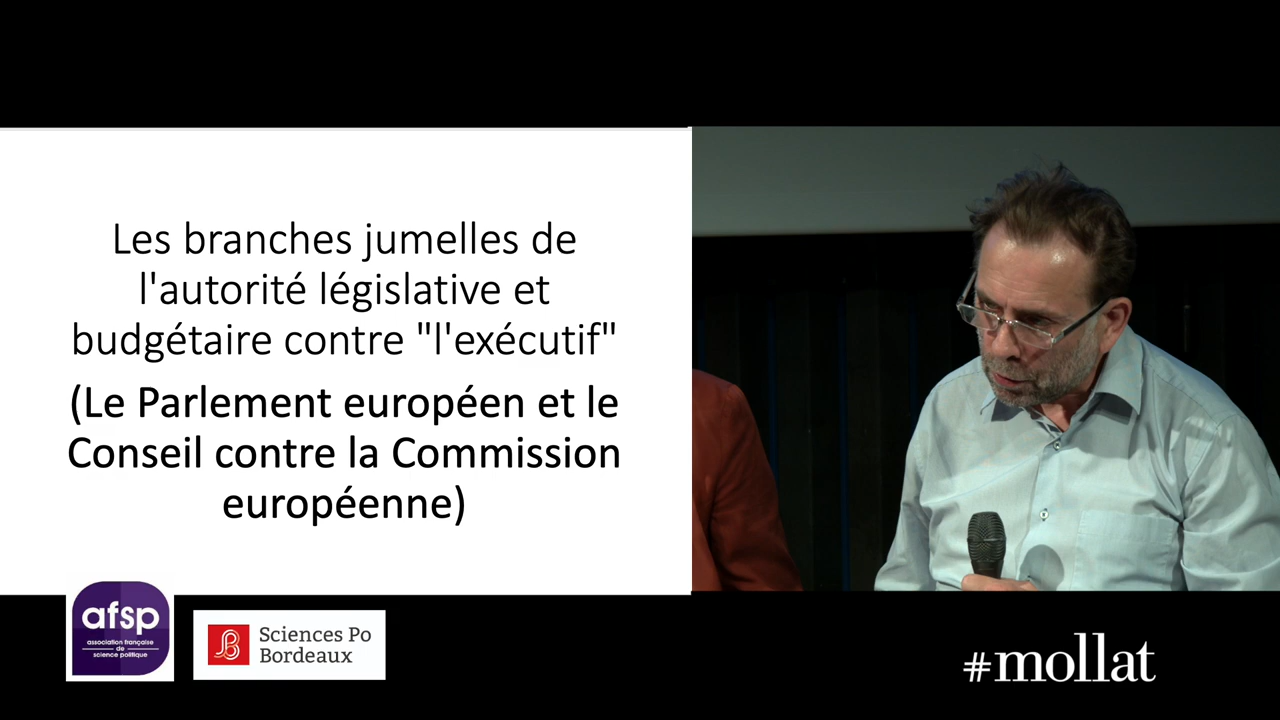 Les branches jumelles de
l'autorité législative et
budgétaire contre "l'exécutif"
(Le Parlement européen et le
Conseil contre la Commission
européenne)
afsp
association française
de
science politique
Sciences Po
Bordeaux
#mollat